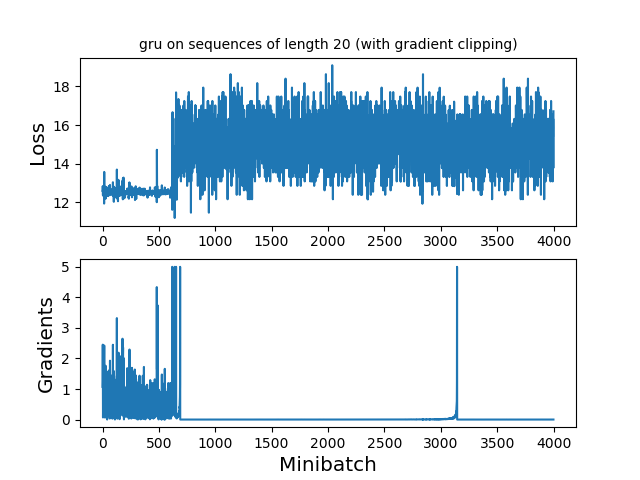 gru on sequences of length 20 (with gradient clipping)
Loss
18
16
14
12
0 500 1000 1500 2000 2500 3000 3500 4000
Gradients
5
4
3
2
1
0
0 500 1000 1500 2000 2500 3000 3500 4000
Minibatch